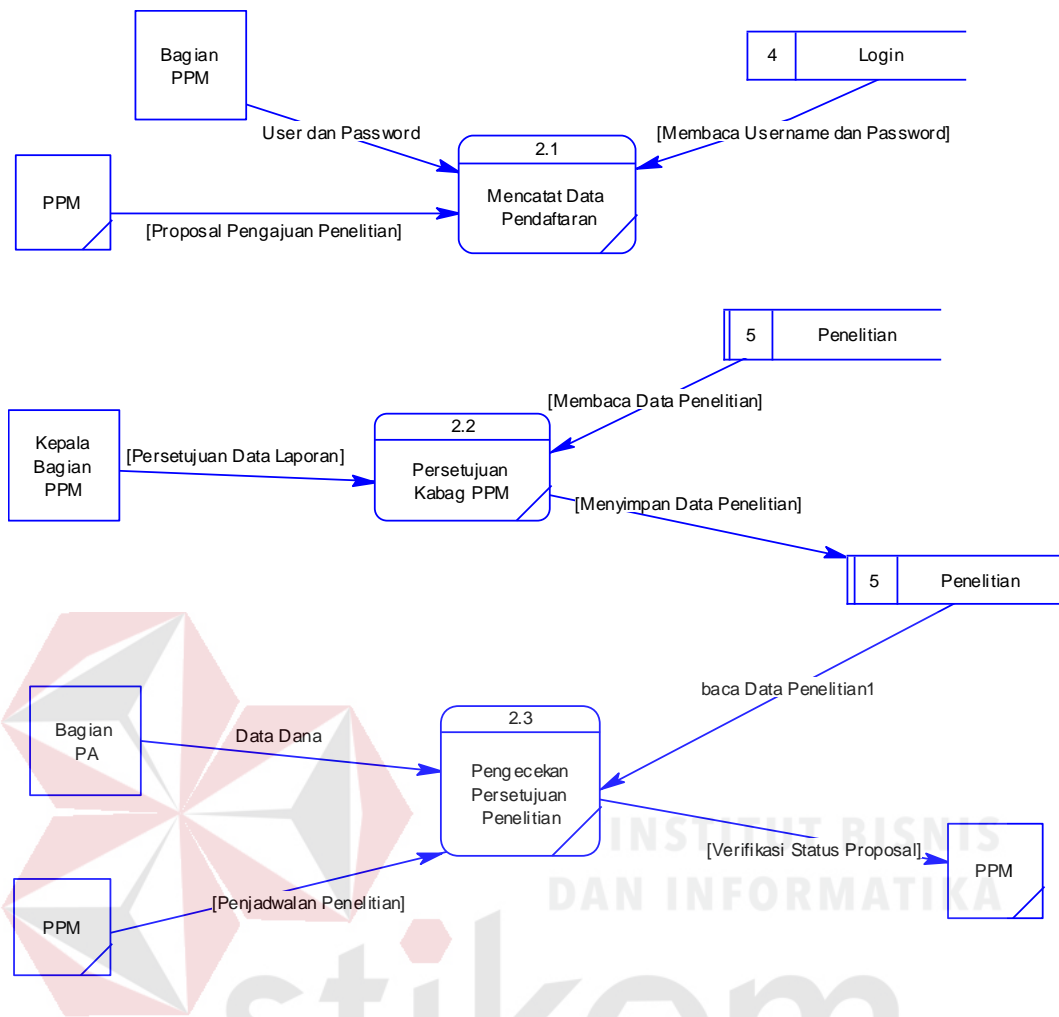 Bagian
PPM
4
Login
User dan Password
[Membaca Username dan Password]
2.1
Mencatat Data
Pendaftaran
PPM
[Proposal Pengajuan Penelitian]
5
Penelitian
[Membaca Data Penelitian]
Kepala
Bagian
PPM
[Persetujuan Data Laporan]
2.2
Persetujuan
Kabag PPM
[Menyimpan Data Penelitian]
5
Penelitian
baca Data Penelitian1
Bagian
PA
Data Dana
2.3
Pengecekan
Persetujuan
Penelitian
[Verifikasi Status Proposal]
PPM
PPM
[Penjadwalan Penelitian]
INSTITUT BISNIS
DAN INFORMATIKA
stikom